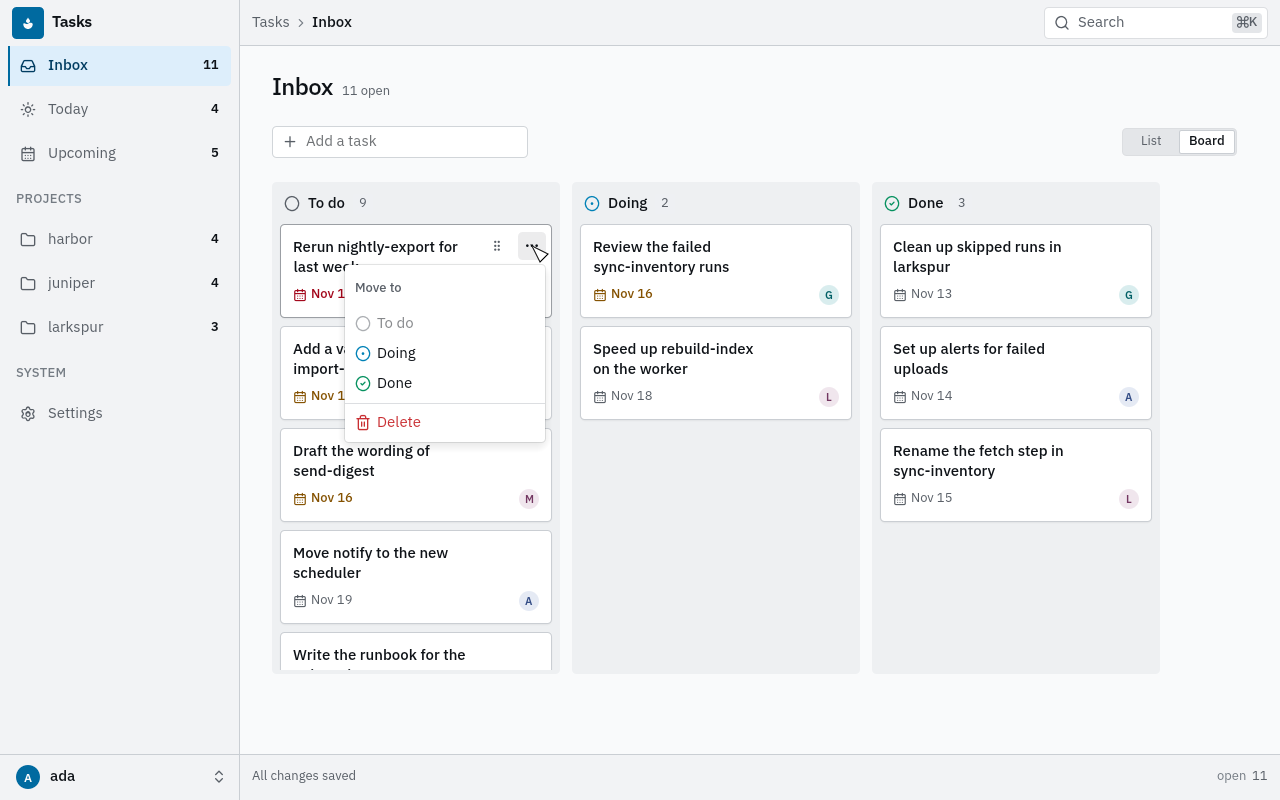 Tasks
Tasks > Inbox
Search
⌘K
Inbox 11
Today 4
Upcoming 5
PROJECTS
harbor 4
juniper 4
larkspur 3
SYSTEM
Settings
ada
A
Inbox 11 open
Add a task
List
Board
To do 9
Rerun nightly-export for
last week
Move to
To do
Doing
Done
Delete
Draft the wording of
send-digest
Nov 16
M
Move notify to the new
scheduler
Nov 19
A
Write the runbook for the
Doing 2
Review the failed
sync-inventory runs
Nov 16
G
Speed up rebuild-index
on the worker
Nov 18
L
Done 3
Clean up skipped runs in
larkspur
Nov 13
G
Set up alerts for failed
uploads
Nov 14
A
Rename the fetch step in
sync-inventory
Nov 15
L
All changes saved
open 11